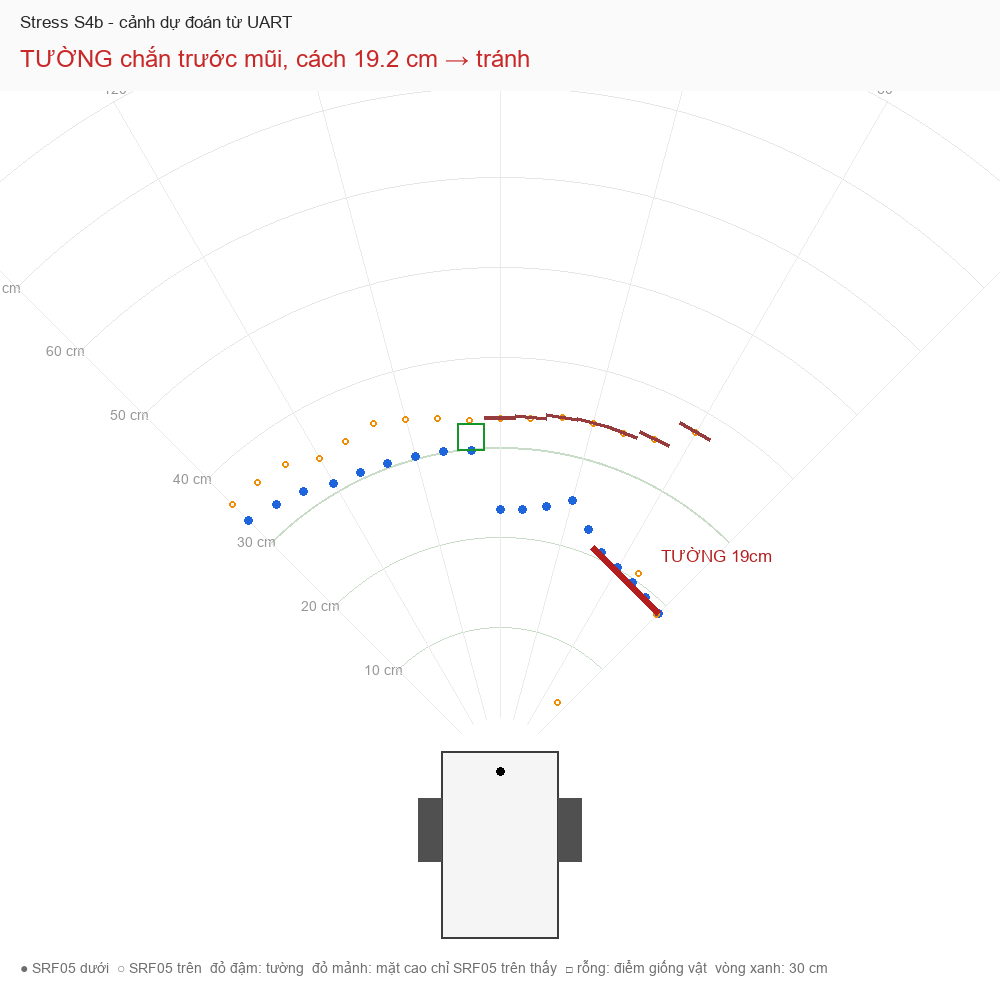 Stress S4b - cảnh dự đoán từ UART
TƯỜNG chắn trước mũi, cách 19.2 cm → tránh
cm
60 cm
50 cm
40 cm
30 cm
TƯỜNG 19cm
20 cm
10 cm
● SRF05 dưới ○ SRF05 trên đỏ đậm: tường đỏ mảnh: mặt cao chỉ SRF05 trên thấy □ rỗng: điểm giống vật vòng xanh: 30 cm